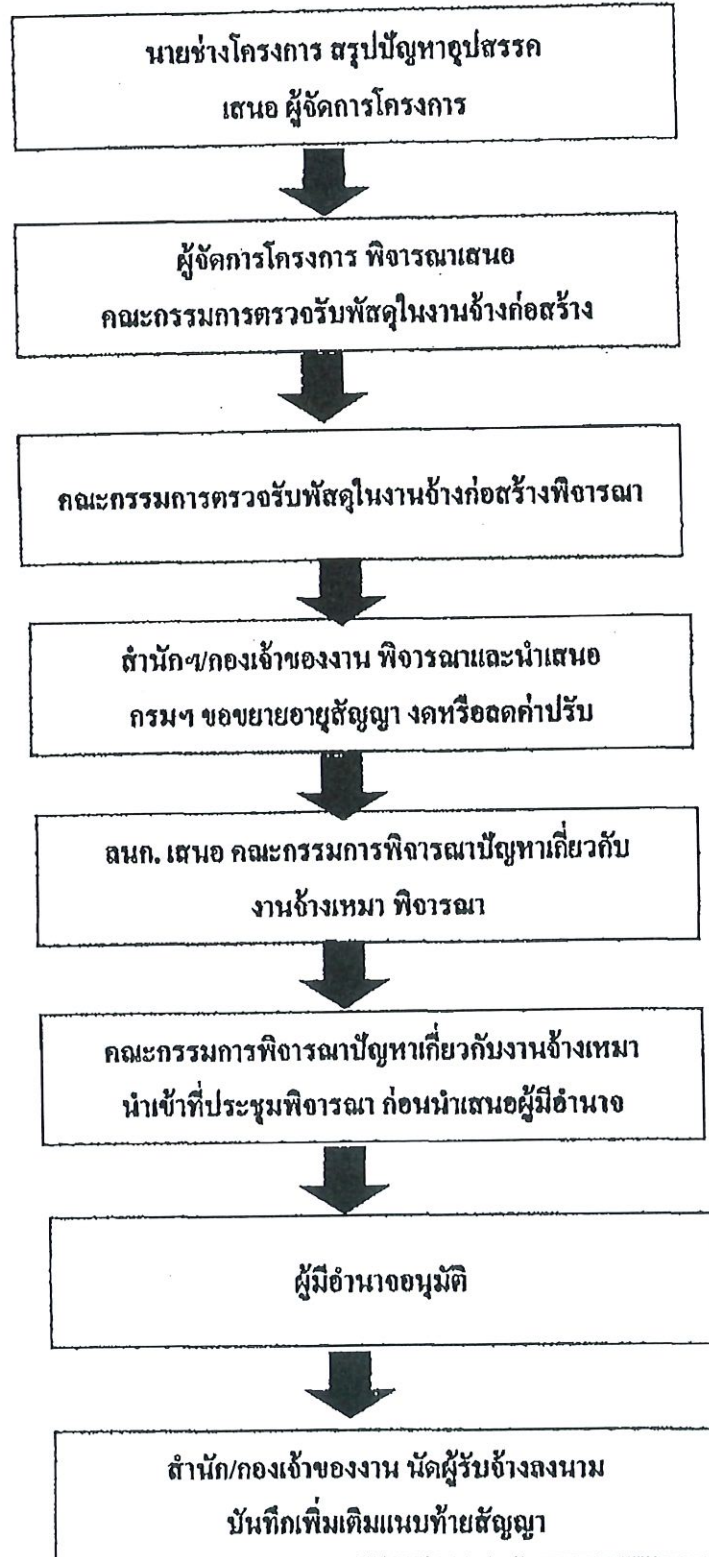 นายช่างโครงการ สรุปปัญหาอุปสรรค
เสนอ ผู้จัดการโครงการ
ผู้จัดการโครงการ พิจารณาเสนอ
คณะกรรมการตรวจรับพัสดุในงานจ้างก่อสร้าง
คณะกรรมการตรวจรับพัสดุในงานจ้างก่อสร้างพิจารณา
สำนักฯ/กองเจ้าของงาน พิจารณาและนำเสนอ
กรมฯ ขอขยายอายุสัญญา งดหรือลดค่าปรับ
ลนก. เสนอ คณะกรรมการพิจารณาปัญหาเกี่ยวกับ
งานจ้างเหมา พิจารณา
คณะกรรมการพิจารณาปัญหาเกี่ยวกับงานจ้างเหมา
นำเข้าที่ประชุมพิจารณา ก่อนนำเสนอผู้มีอำนาจ
ผู้มีอำนาจอนุมัติ
สำนัก/กองเจ้าของงาน นัดผู้รับจ้างลงนาม
บันทึกเพิ่มเติมแนบท้ายสัญญา